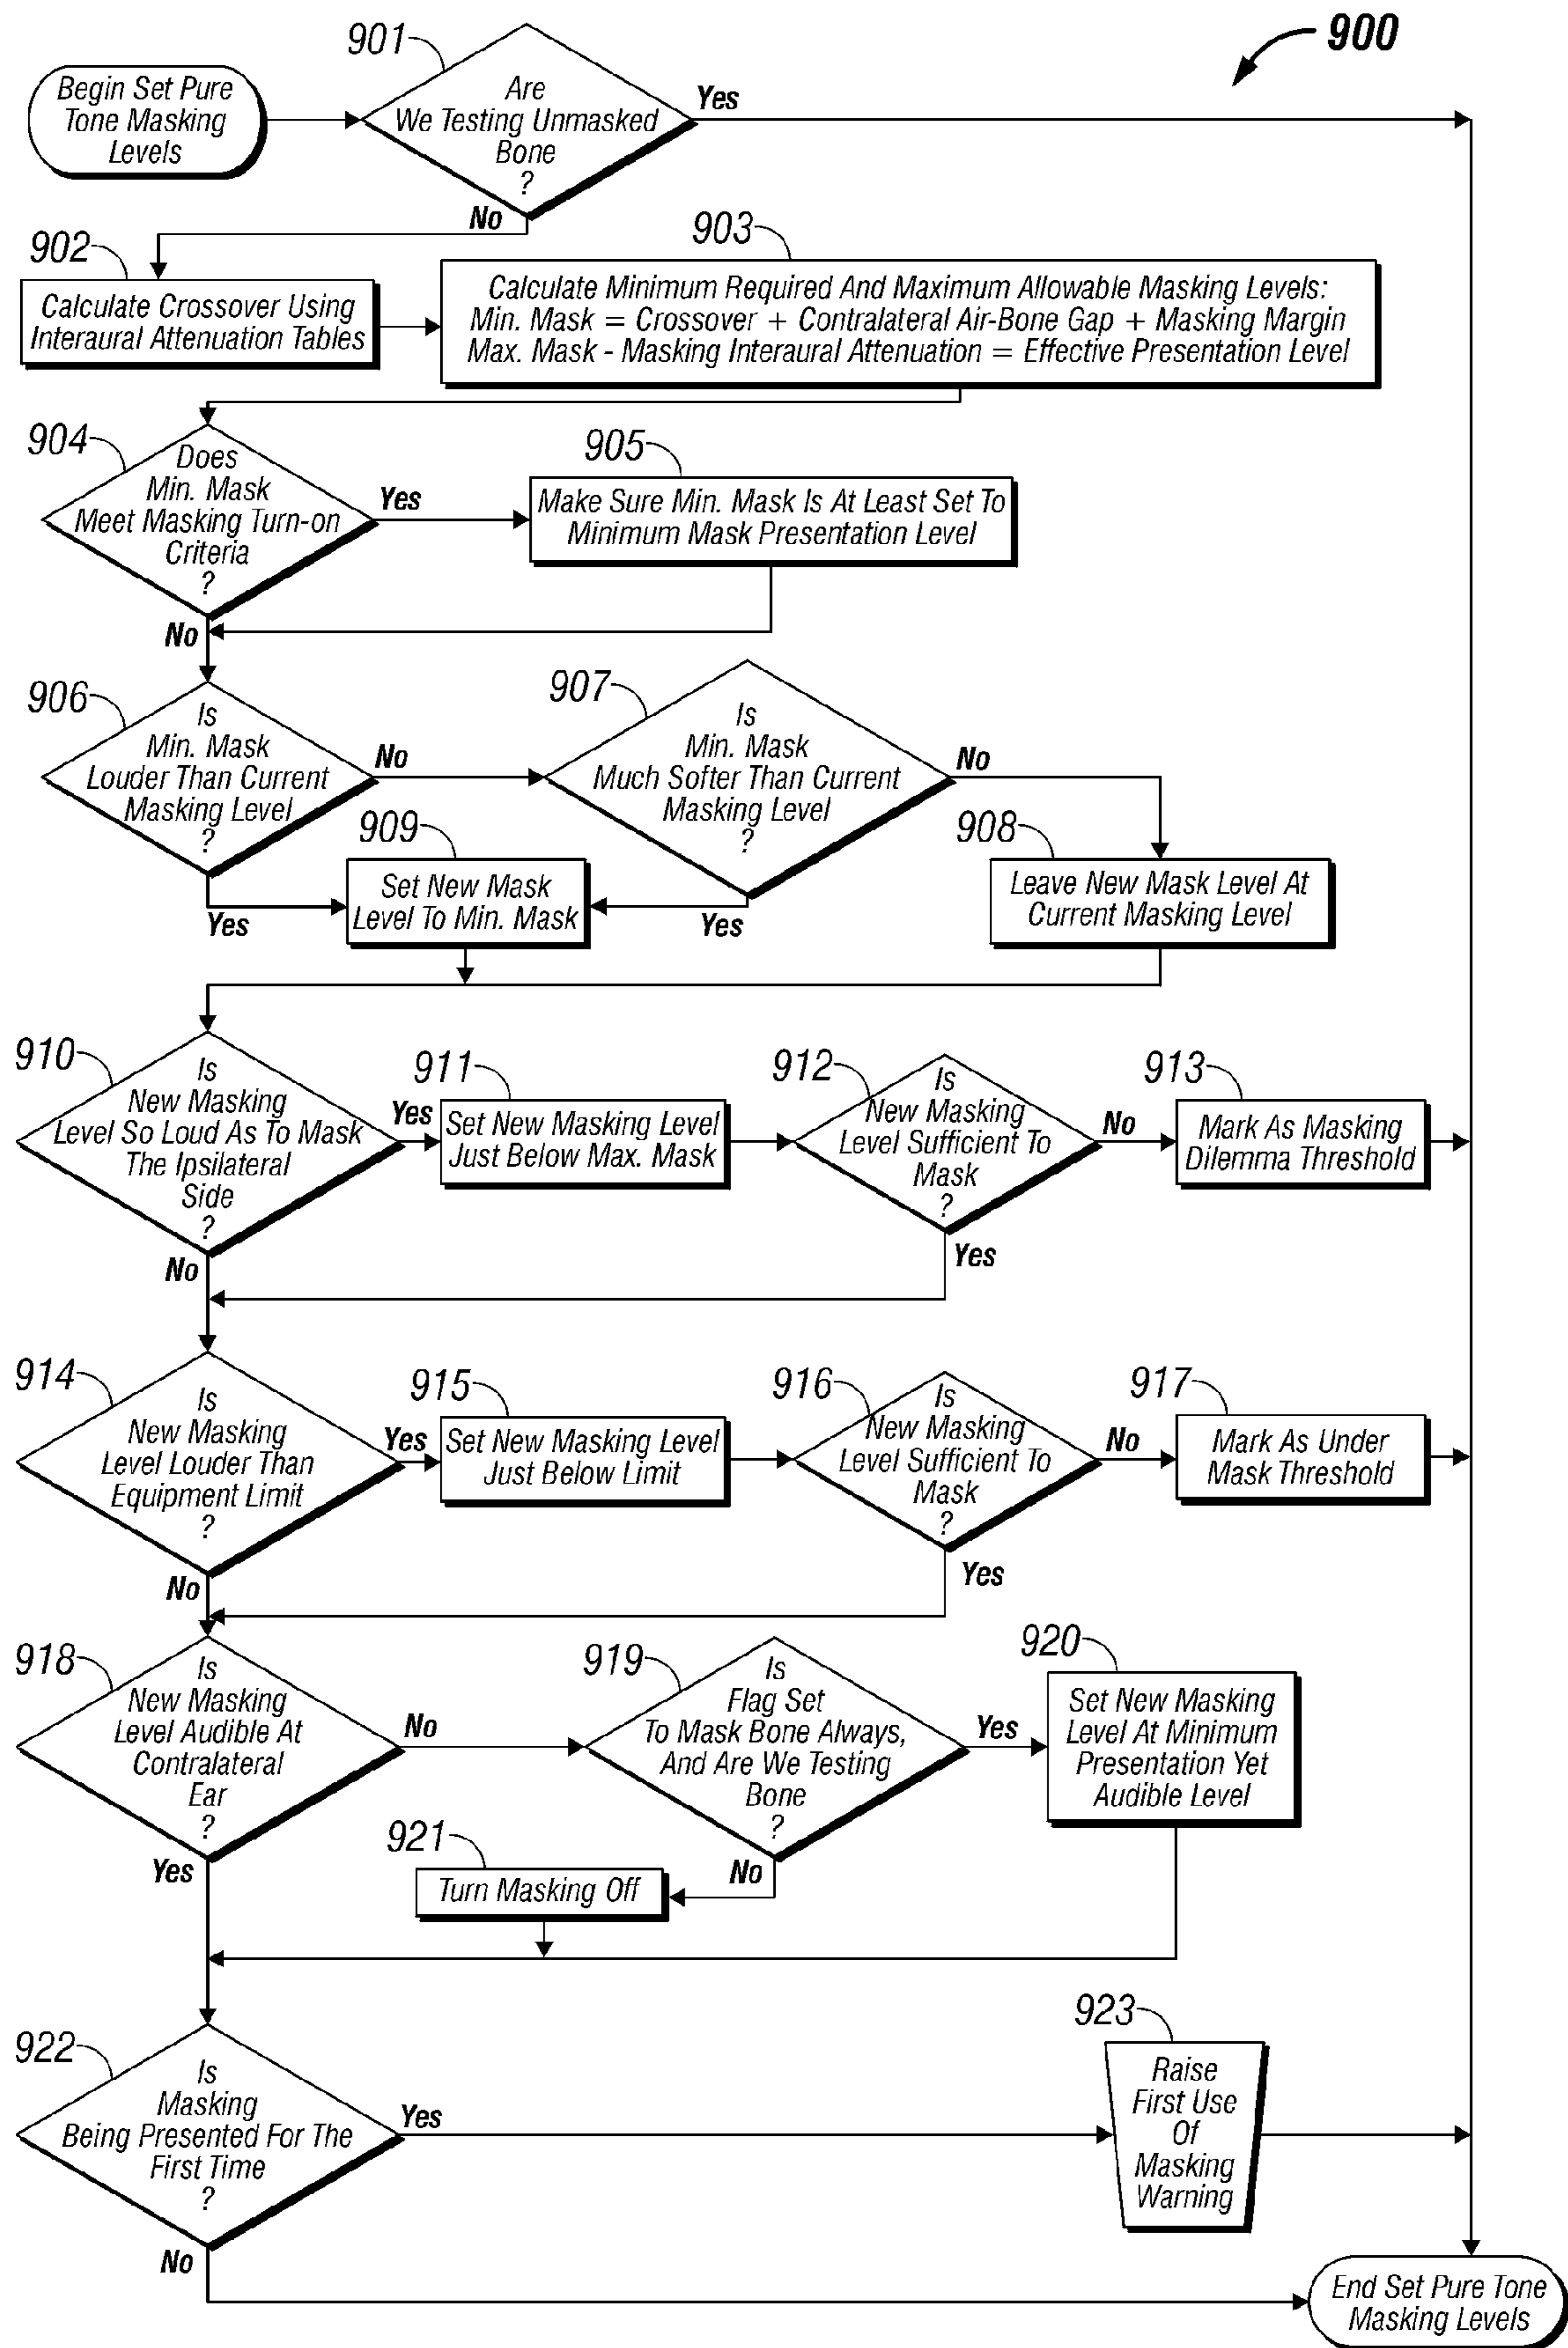 900
901
Begin Set Pure
Tone Masking
Levels
Are
We Testing Unmasked
Bone
?
Yes
No
902
Calculate Crossover Using
Interaural Attenuation Tables
903
Calculate Minimum Required And Maximum Allowable Masking Levels:
Min. Mask = Crossover + Contralateral Air-Bone Gap + Masking Margin
Max. Mask - Masking Interaural Attenuation = Effective Presentation Level
904
Does
Min. Mask
Meet Masking Turn-on
Criteria
?
Yes
No
905
Make Sure Min. Mask Is At Least Set To
Minimum Mask Presentation Level
906
Is
Min. Mask
Louder Than Current
Masking Level
?
No
Yes
907
Is
Min. Mask
Much Softer Than Current
Masking Level
?
No
Yes
909
Set New Mask
Level To Min. Mask
908
Leave New Mask Level At
Current Masking Level
910
Is
New Masking
Level So Loud As To Mask
The Ipsilateral
Side
?
Yes
No
911
Set New Masking Level
Just Below Max. Mask
912
Is
New Masking
Level Sufficient To
Mask
?
No
Yes
913
Mark As Masking
Dilemma Threshold
914
Is
New Masking
Level Louder Than
Equipment Limit
?
Yes
No
915
Set New Masking Level
Just Below Limit
916
Is
New Masking
Level Sufficient To
Mask
?
No
Yes
917
Mark As Under
Mask Threshold
918
Is
New Masking
Level Audible At
Contralateral
Ear
?
No
Yes
919
Is
Flag Set
To Mask Bone Always,
And Are We Testing
Bone
?
Yes
No
920
Set New Masking
Level At Minimum
Presentation Yet
Audible Level
921
Turn Masking Off
922
Is
Masking
Being Presented For The
First Time
?
Yes
No
923
Raise
First Use
Of
Masking
Warning
End Set Pure Tone
Masking Levels